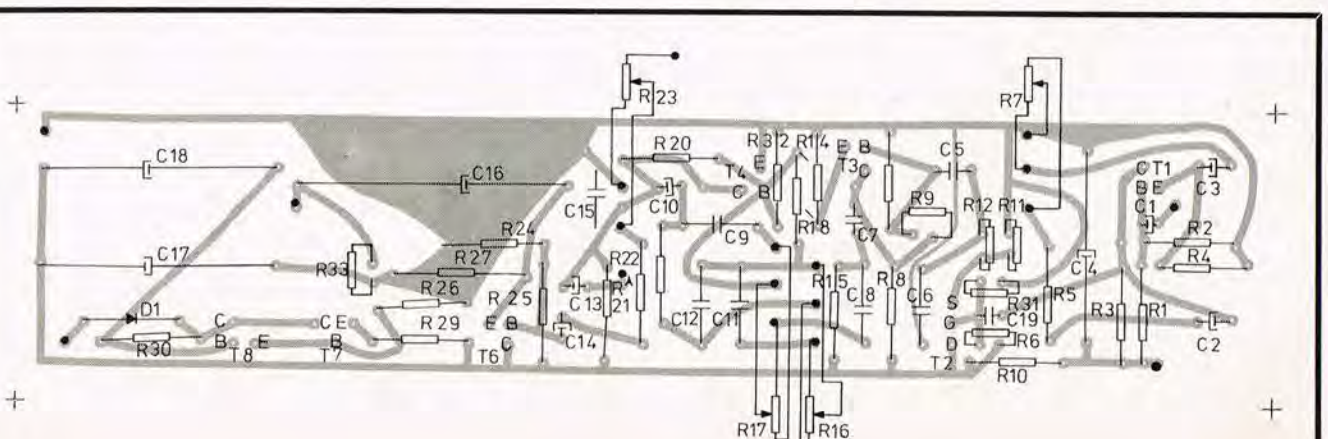 R23
R7
C18
C16
C15
R20
C10
T4
E
C
B
R32
R14
E B
T3
C
C5
R9
R12
R11
C T1
B E
C3
C1
R2
R4
C17
R33
R24
R27
R26
R25
C13
R22
R21
C9
R18
C7
R15
C8
R8
C6
S
G
D
R31
C19
R6
C4
R5
R3
R1
C2
D1
R30
C
B
T8
E
C E
B
T7
R29
E B
C
T6
C14
C12
C11
T2
R10
R17
R16